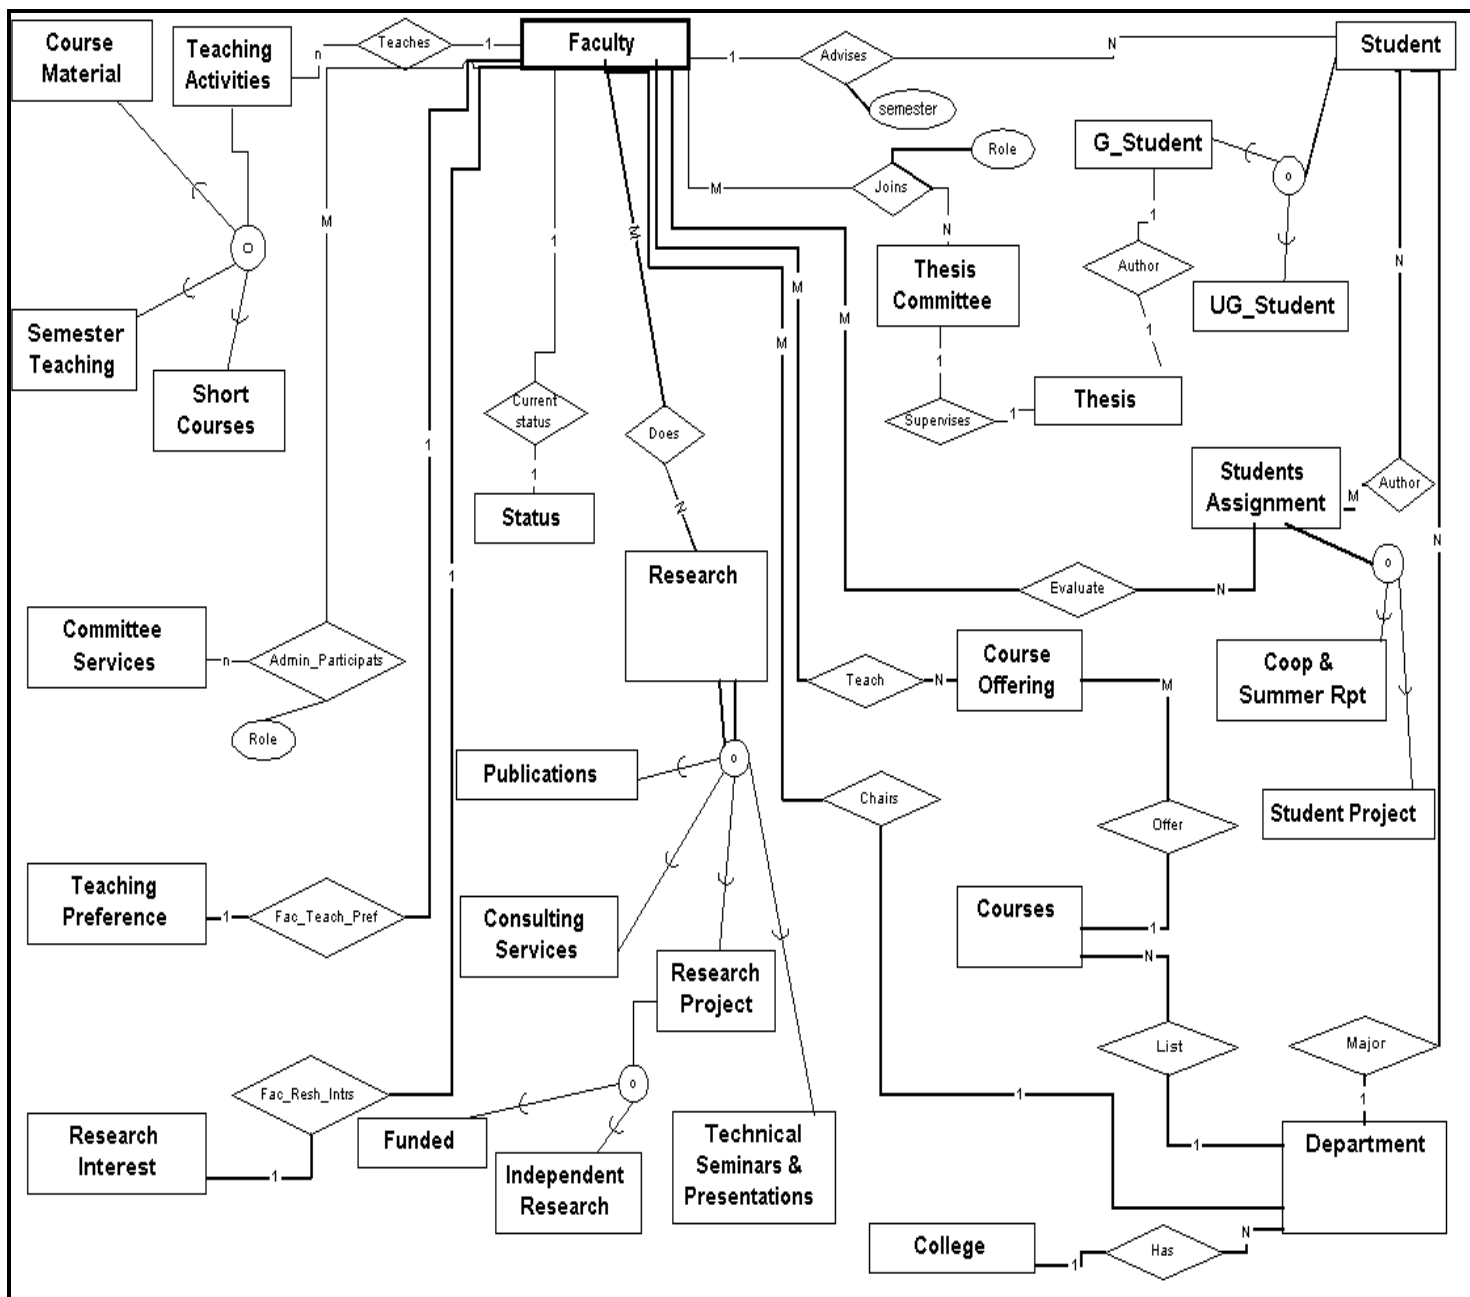 Course
Material
Teaching
Activities
n
Teaches
1
Faculty
1
Advises
N
Student
semester
Role
G_Student
o
M
Joins
1
M
1
M
N
N
o
Author
Thesis
Committee
UG_Student
N
M
M
M
Semester
Teaching
Short
Courses
1
1
Thesis
Current
status
1
Does
Supervises
1
1
1
Status
N
Students
Assignment
M
Author
o
N
Research
1
Evaluate
N
Committee
Services
n
Admin_Participats
Role
Teach
N
Course
Offering
M
Coop &
Summer Rpt
Publications
o
Chairs
Offer
Student Project
Teaching
Preference
1
Fac_Teach_Pref
Consulting
Services
Courses
1
N
Research
Project
List
Major
o
Fac_Resh_Intrs
1
1
Research
Interest
1
Funded
Independent
Research
Technical
Seminars &
Presentations
1
Department
College
1
Has
N